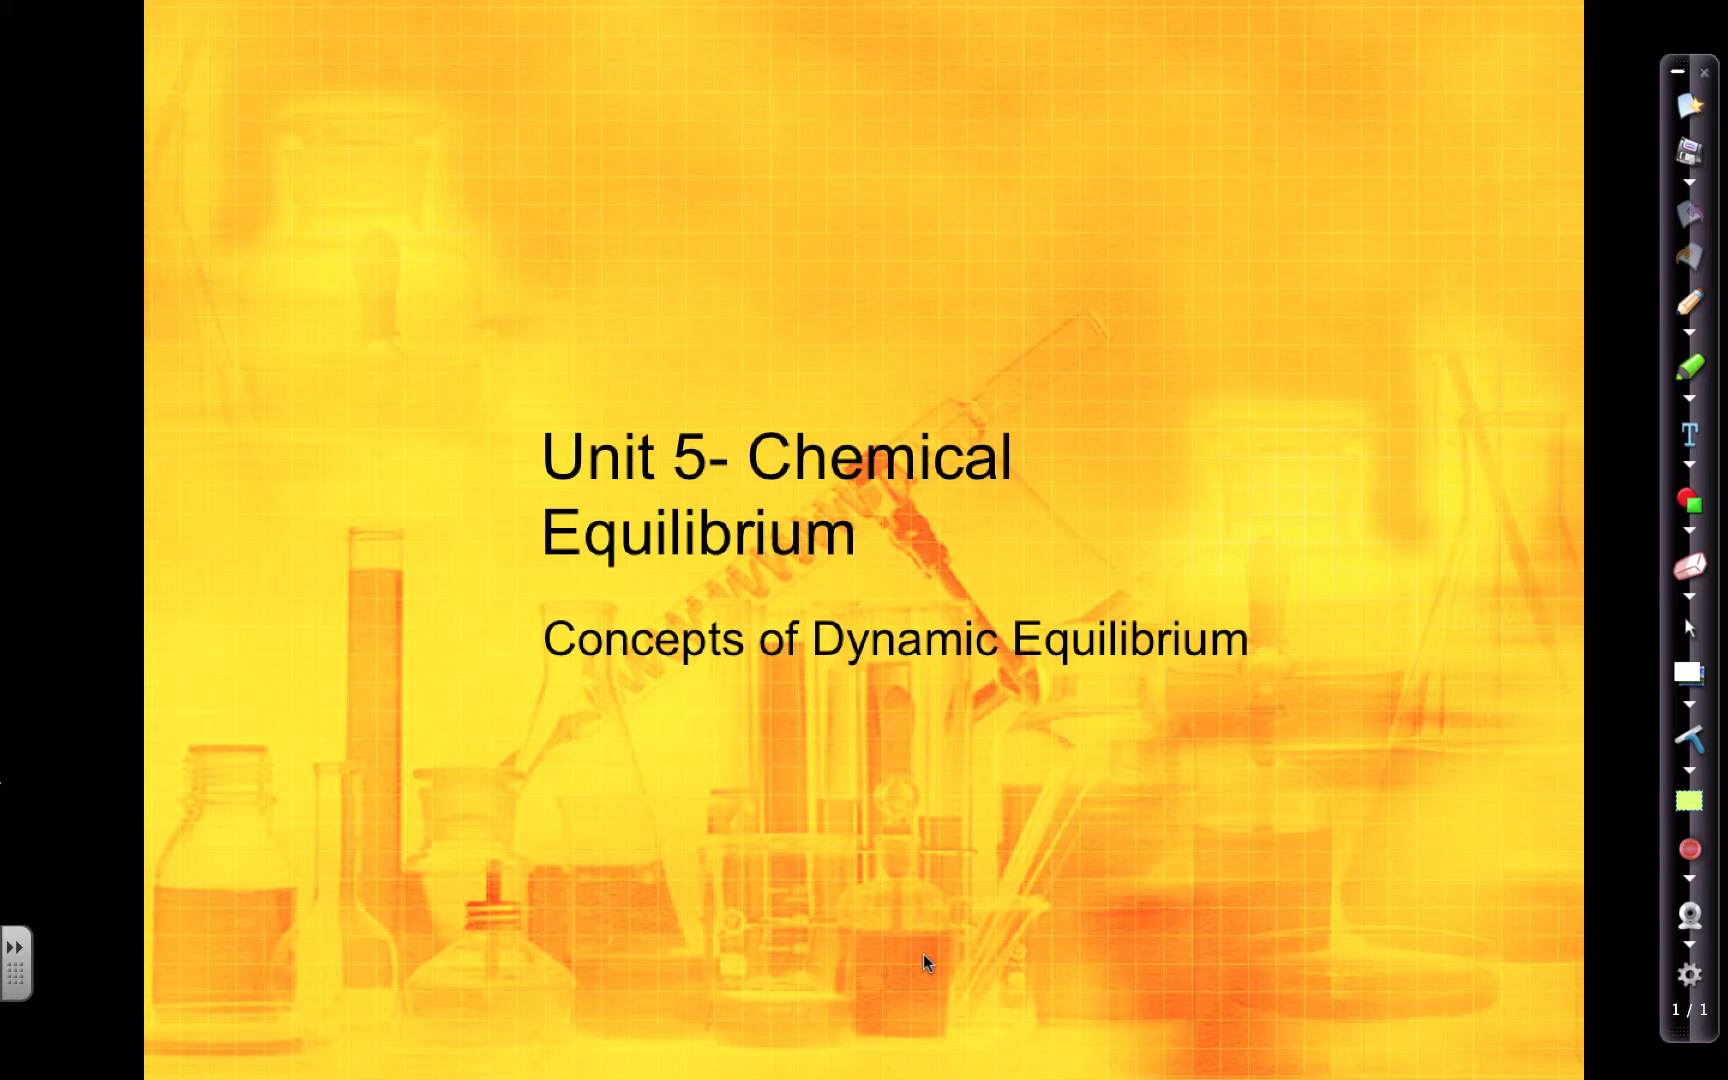 Unit 5- Chemical
Equilibrium
Concepts of Dynamic Equilibrium
T
1 / 1